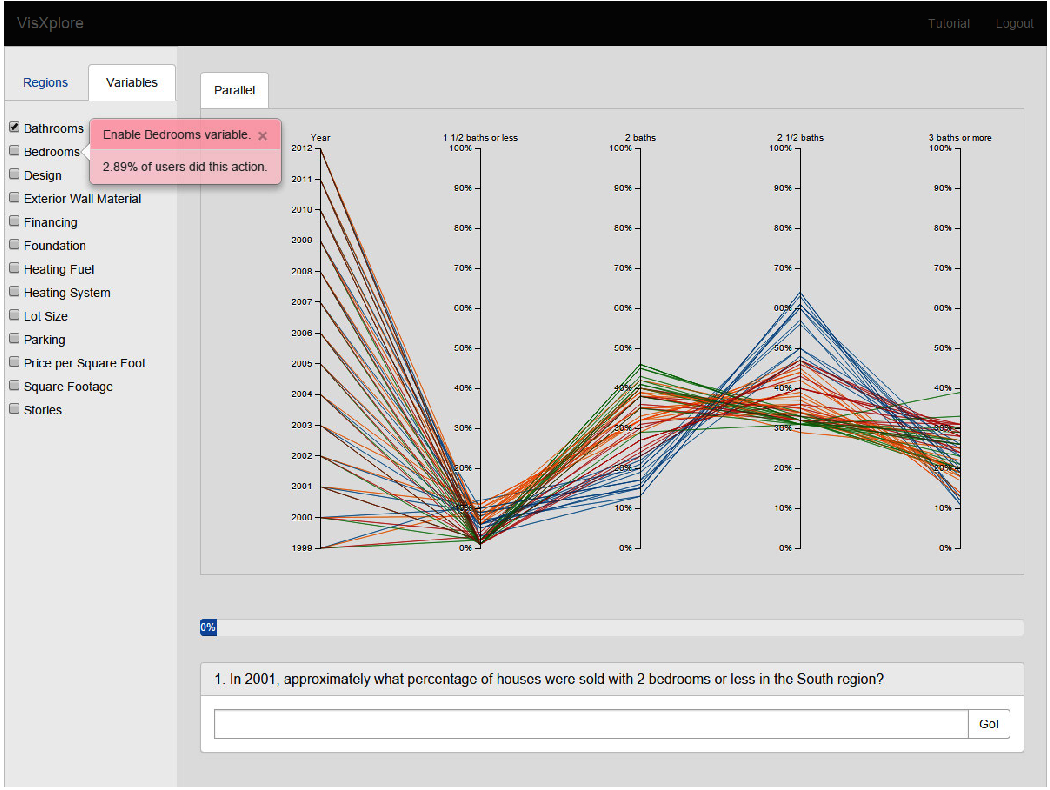 VisXplore
Tutorial
Logout
Regions
Variables
Bathrooms
Bedrooms
Design
Exterior Wall Material
Financing
Foundation
Heating Fuel
Heating System
Lot Size
Parking
Price per Square Foot
Square Footage
Stories
Enable Bedrooms variable. ×
2.89% of users did this action.
Parallel
Year
2012
2011
2010
2009
2008
2007
2006
2005
2004
2003
2002
2001
2000
1999
1 1/2 baths or less
100%
90%
80%
70%
60%
50%
40%
30%
20%
10%
0%
2 baths
100%
90%
80%
70%
60%
50%
40%
30%
20%
10%
0%
2 1/2 baths
100%
90%
80%
70%
60%
50%
40%
30%
20%
10%
0%
3 baths or more
100%
90%
80%
70%
60%
50%
40%
30%
20%
10%
0%
0%
1. In 2001, approximately what percentage of houses were sold with 2 bedrooms or less in the South region?
Go!